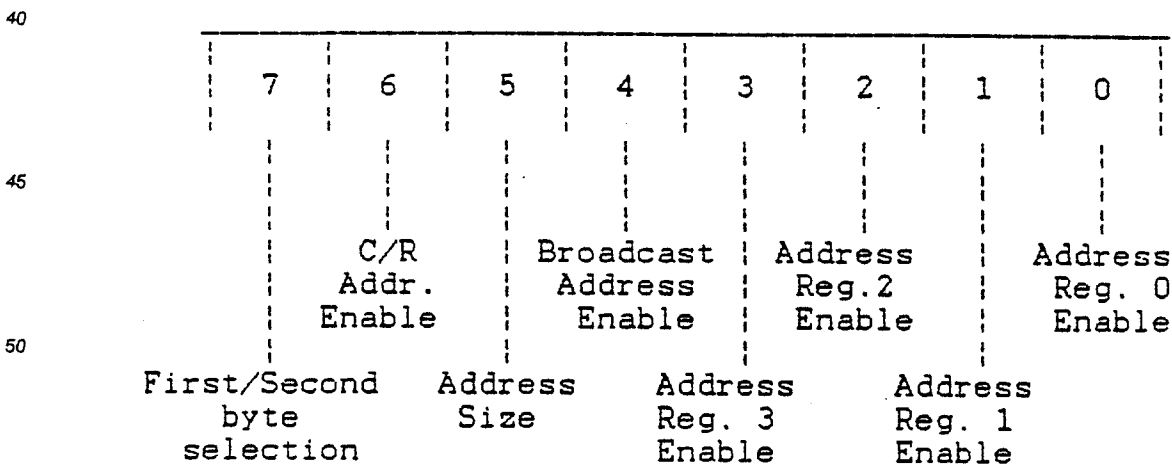 40
7 6 5 4 3 2 1 0
45
C/R Broadcast Address Address
Addr. Address Reg.2 Reg. 0
Enable Enable Enable Enable
50
First/Second Address Address Address
byte Size Reg. 3 Reg. 1
selection Enable Enable